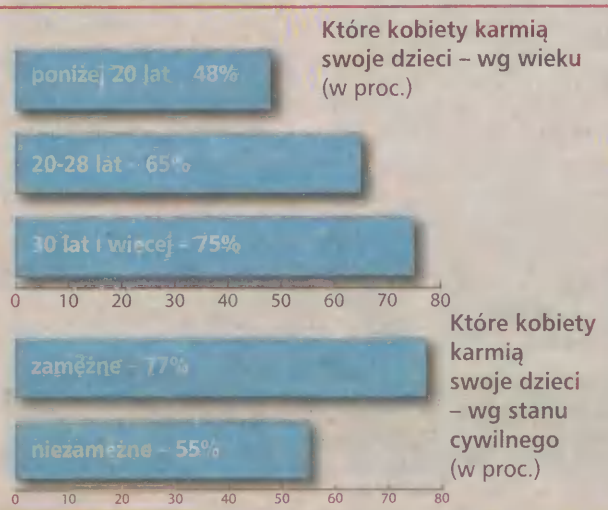 Które kobiety karmią
swoje dzieci – wg wieku
(w proc.)
poniżej 20 lat – 48%
20-28 lat – 65%
30 lat i więcej – 75%
0 10 20 30 40 50 60 70 80
Które kobiety
karmią
swoje dzieci
– wg stanu
cywilnego
(w proc.)
zamężne – 77%
niezamężne – 55%
0 10 20 30 40 50 60 70 80